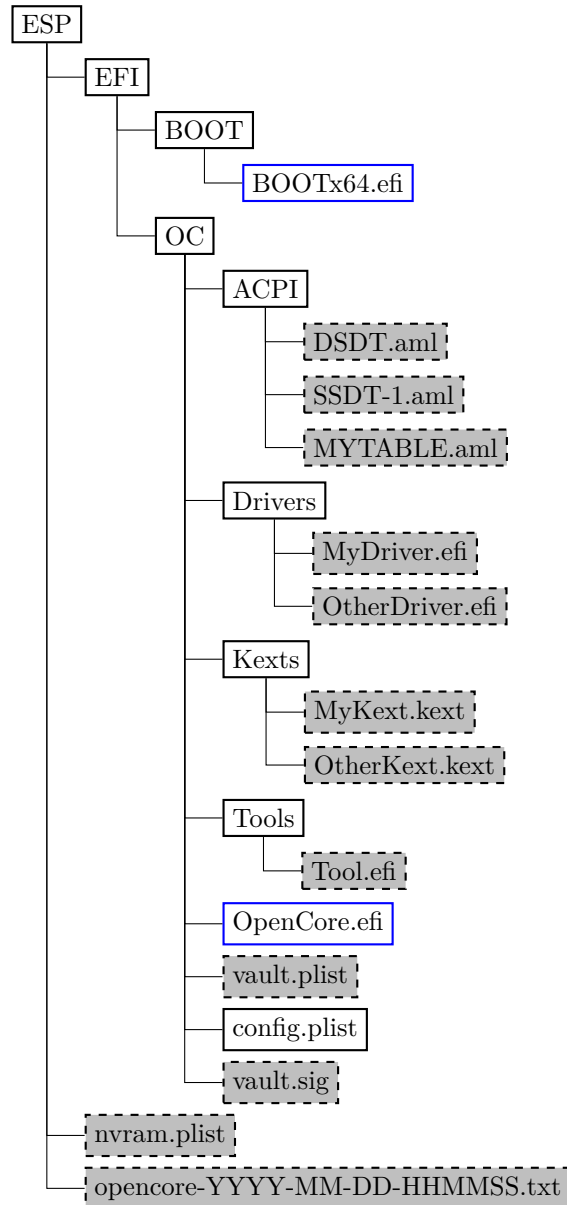 ESP
EFI
BOOT
BOOTx64.efi
OC
ACPI
DSDT.aml
SSDT-1.aml
MYTABLE.aml
Drivers
MyDriver.efi
OtherDriver.efi
Kexts
MyKext.kext
OtherKext.kext
Tools
Tool.efi
OpenCore.efi
vault.plist
config.plist
vault.sig
nvram.plist
opencore-YYYY-MM-DD-HHMMSS.txt